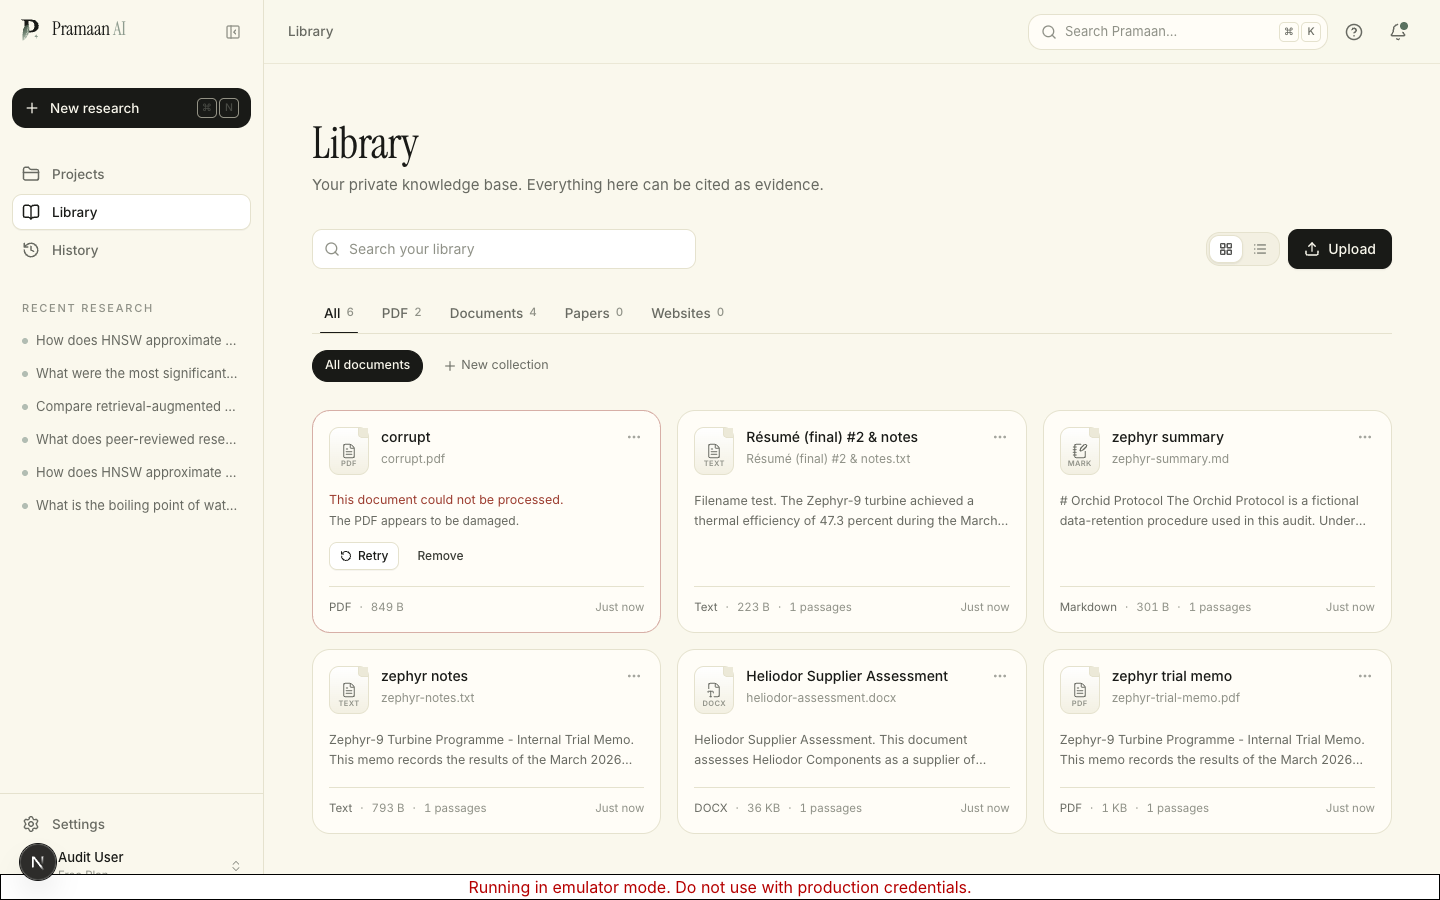 Pramaan AI
Library
Search Pramaan...
⌘ K
New research
⌘ N
Projects
Library
History
RECENT RESEARCH
How does HNSW approximate ...
What were the most significant...
Compare retrieval-augmented ...
What does peer-reviewed rese...
How does HNSW approximate ...
What is the boiling point of wat...
Settings
N
Audit User
Library
Your private knowledge base. Everything here can be cited as evidence.
Search your library
Upload
All 6 PDF 2 Documents 4 Papers 0 Websites 0
All documents
New collection
PDF
corrupt
corrupt.pdf
This document could not be processed.
The PDF appears to be damaged.
Retry
Remove
PDF · 849 B Just now
TEXT
Résumé (final) #2 & notes
Résumé (final) #2 & notes.txt
Filename test. The Zephyr-9 turbine achieved a
thermal efficiency of 47.3 percent during the March...
Text · 223 B · 1 passages Just now
MARK
zephyr summary
zephyr-summary.md
# Orchid Protocol The Orchid Protocol is a fictional
data-retention procedure used in this audit. Under...
Markdown · 301 B · 1 passages Just now
TEXT
zephyr notes
zephyr-notes.txt
Zephyr-9 Turbine Programme - Internal Trial Memo.
This memo records the results of the March 2026...
Text · 793 B · 1 passages Just now
DOCX
Heliodor Supplier Assessment
heliodor-assessment.docx
Heliodor Supplier Assessment. This document
assesses Heliodor Components as a supplier of...
DOCX · 36 KB · 1 passages Just now
PDF
zephyr trial memo
zephyr-trial-memo.pdf
Zephyr-9 Turbine Programme - Internal Trial Memo.
This memo records the results of the March 2026...
PDF · 1 KB · 1 passages Just now
Running in emulator mode. Do not use with production credentials.